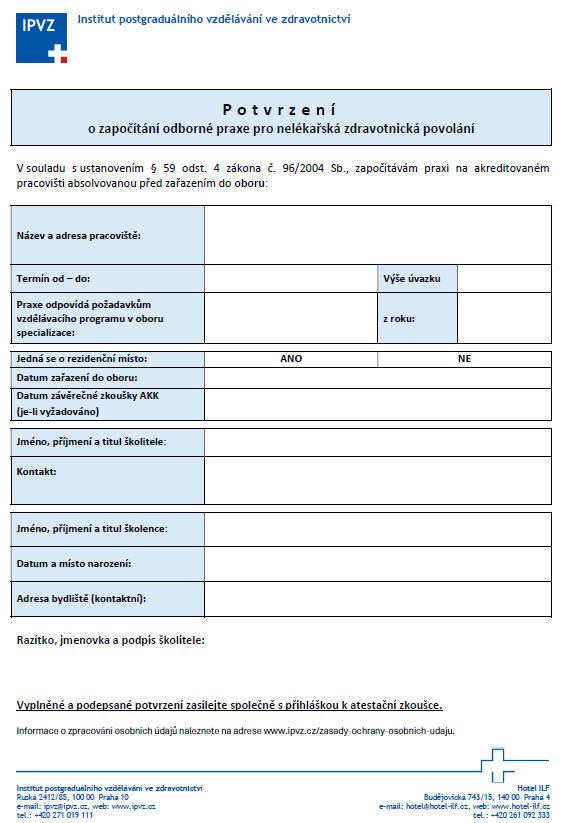 IPVZ
Institut postgraduálního vzdělávání ve zdravotnictví
Potvrzení
o započítání odborné praxe pro nelékařská zdravotnická povolání
V souladu s ustanovením § 59 odst. 4 zákona č. 96/2004 Sb., započítávám praxi na akreditovaném
pracovišti absolvovanou před zařazením do oboru:
Název a adresa pracoviště:
Termín od – do:
Výše úvazku
Praxe odpovídá požadavkům
vzdělávacího programu v oboru
specializace:
z roku:
Jedná se o rezidenční místo:
ANO
NE
Datum zařazení do oboru:
Datum závěrečné zkoušky AKK
(je-li vyžadováno)
Jméno, příjmení a titul školitele:
Kontakt:
Jméno, příjmení a titul školence:
Datum a místo narození:
Adresa bydliště (kontaktní):
Razítko, jmenovka a podpis školitele:
Vyplněné a podepsané potvrzení zasílejte společně s přihláškou k atestační zkoušce.
Informace o zpracování osobních údajů naleznete na adrese www.ipvz.cz/zasady-ochrany-osobnich-udaju.
Institut postgraduálního vzdělávání ve zdravotnictví
Ruská 2412/85, 100 00 Praha 10
e-mail: ipvz@ipvz.cz, web: www.ipvz.cz
tel.: +420 271 019 111
Hotel ILF
Budějovická 743/15, 140 00 Praha 4
e-mail: hotel@hotel-ilf.cz, web: www.hotel-ilf.cz
tel.: +420 261 092 333